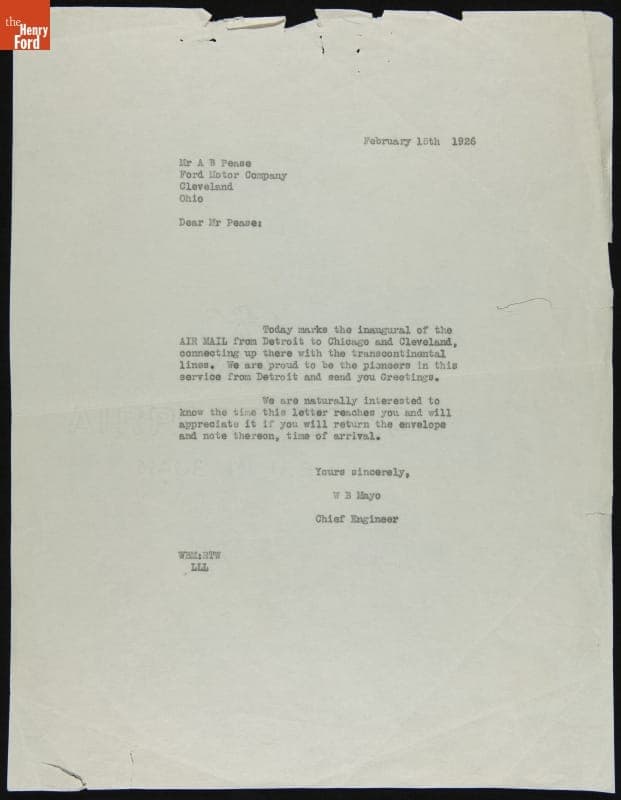 the
Henry
Ford
February 15th 1926
Mr A B Pease
Ford Motor Company
Cleveland
Ohio
Dear Mr Pease:
Today marks the inaugural of the
AIR MAIL from Detroit to Chicago and Cleveland,
connecting up there with the transcontinental
lines. We are proud to be the pioneers in this
service from Detroit and send you Greetings.
We are naturally interested to
know the time this letter reaches you and will
appreciate it if you will return the envelope
and note thereon, time of arrival.
Yours sincerely,
W B Mayo
Chief Engineer
WBM:RTW
LLL